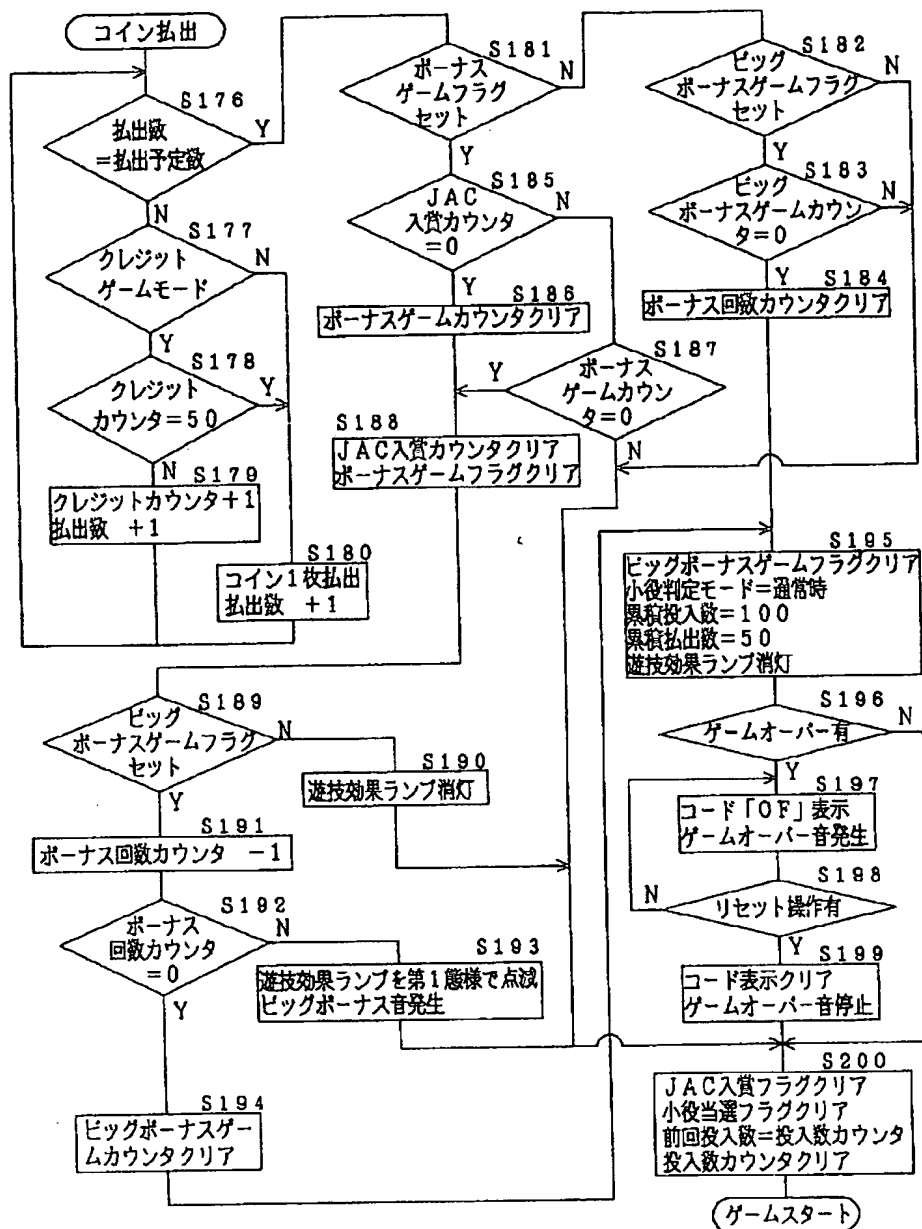 コイン払出
S176
払出数
=払出予定数
Y
N
S177
クレジット
ゲームモード
N
Y
S178
クレジット
カウンタ=50
Y
N
S179
クレジットカウンタ+1
払出数 +1
S180
コイン1枚払出
払出数 +1
S181
ボーナス
ゲームフラグ
セット
N
Y
S185
JAC
入賞カウンタ
=0
N
Y
S186
ボーナスゲームカウンタクリア
S187
ボーナス
ゲームカウン
タ=0
Y
N
S188
JAC入賞カウンタクリア
ボーナスゲームフラグクリア
S182
ビッグ
ボーナスゲームフラグ
セット
N
Y
S183
ビッグ
ボーナスゲームカウン
タ=0
N
Y
S184
ボーナス回数カウンタクリア
S189
ビッグ
ボーナスゲームフラグ
セット
N
Y
S190
遊技効果ランプ消灯
S191
ボーナス回数カウンタ -1
S192
ボーナス
回数カウンタ
=0
N
Y
S193
遊技効果ランプを第1態様で点滅
ビッグボーナス音発生
S194
ビッグボーナスゲー
ムカウンタクリア
S195
ビッグボーナスゲームフラグクリア
小役判定モード=通常時
累積投入数=100
累積払出数=50
遊技効果ランプ消灯
S196
ゲームオーバー有
N
Y
S197
コード「OF」表示
ゲームオーバー音発生
S198
リセット操作有
N
Y
S199
コード表示クリア
ゲームオーバー音停止
S200
JAC入賞フラグクリア
小役当選フラグクリア
前回投入数=投入数カウンタ
投入数カウンタクリア
ゲームスタート